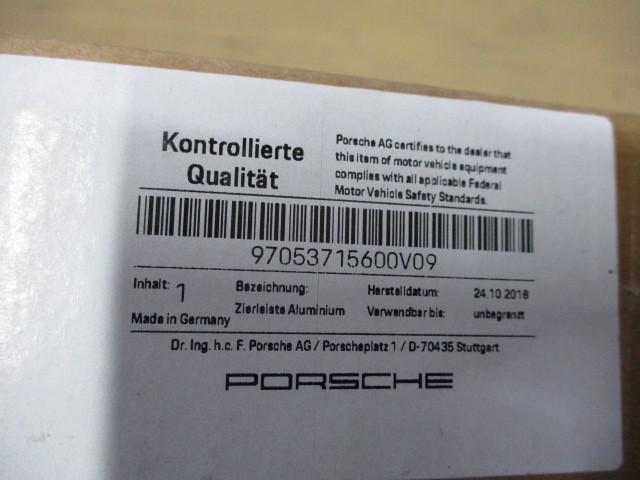 Kontrollierte
Qualität
Porsche AG certifies to the dealer that
this item of motor vehicle equipment
complies with all applicable Federal
Motor Vehicle Safety Standards.
97053715600V09
Inhalt: 1
Made in Germany
Bezeichnung:
Zierleiste Aluminium
Herstelldatum: 24.10.2018
Verwendbar bis: unbegrenzt
Dr. Ing. h.c. F. Porsche AG / Porscheplatz 1 / D-70435 Stuttgart
PORSCHE